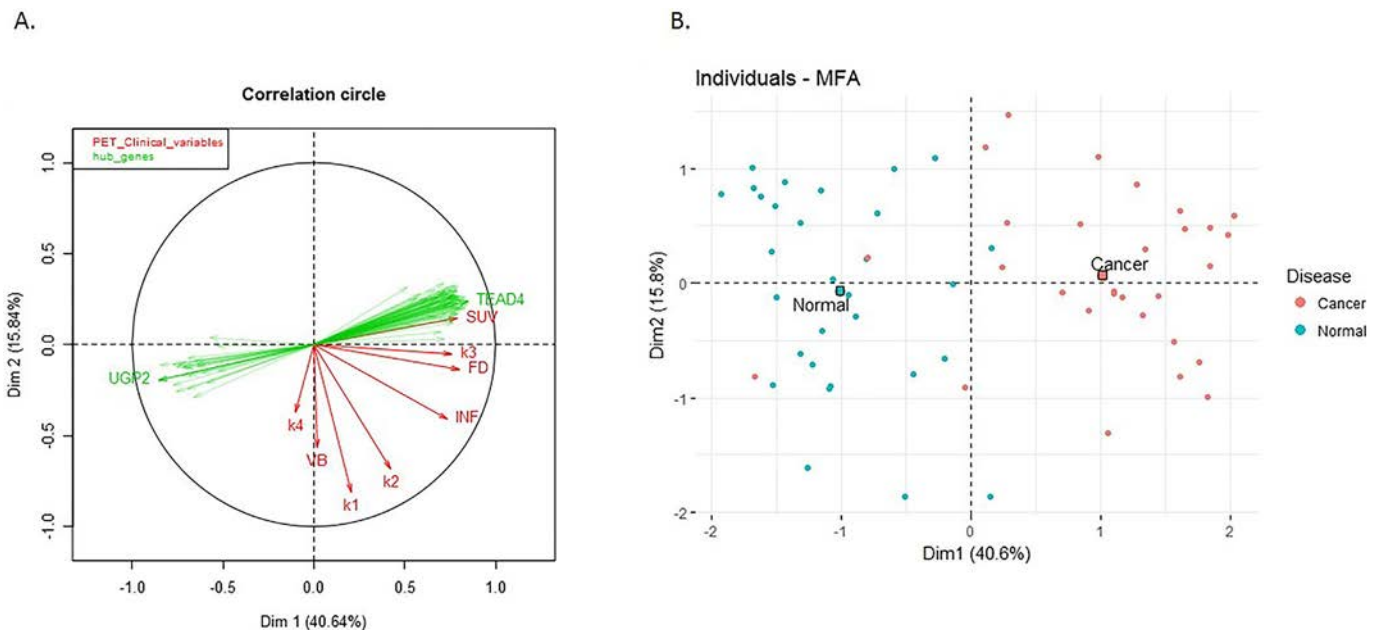 A.
B.
Correlation circle
PET_Clinical_variables
hub_genes
1.0
0.5
0.0
-0.5
-1.0
Dim 2 (15.84%)
TEAD4
SUV
k3
FD
INF
k2
k1
VB
k4
UGP2
-1.0
-0.5
0.0
0.5
1.0
Dim 1 (40.64%)
Individuals - MFA
1
0
-1
-2
Dim2 (15.8%)
Cancer
Normal
-2
-1
0
1
2
Dim1 (40.6%)
Disease
Cancer
Normal